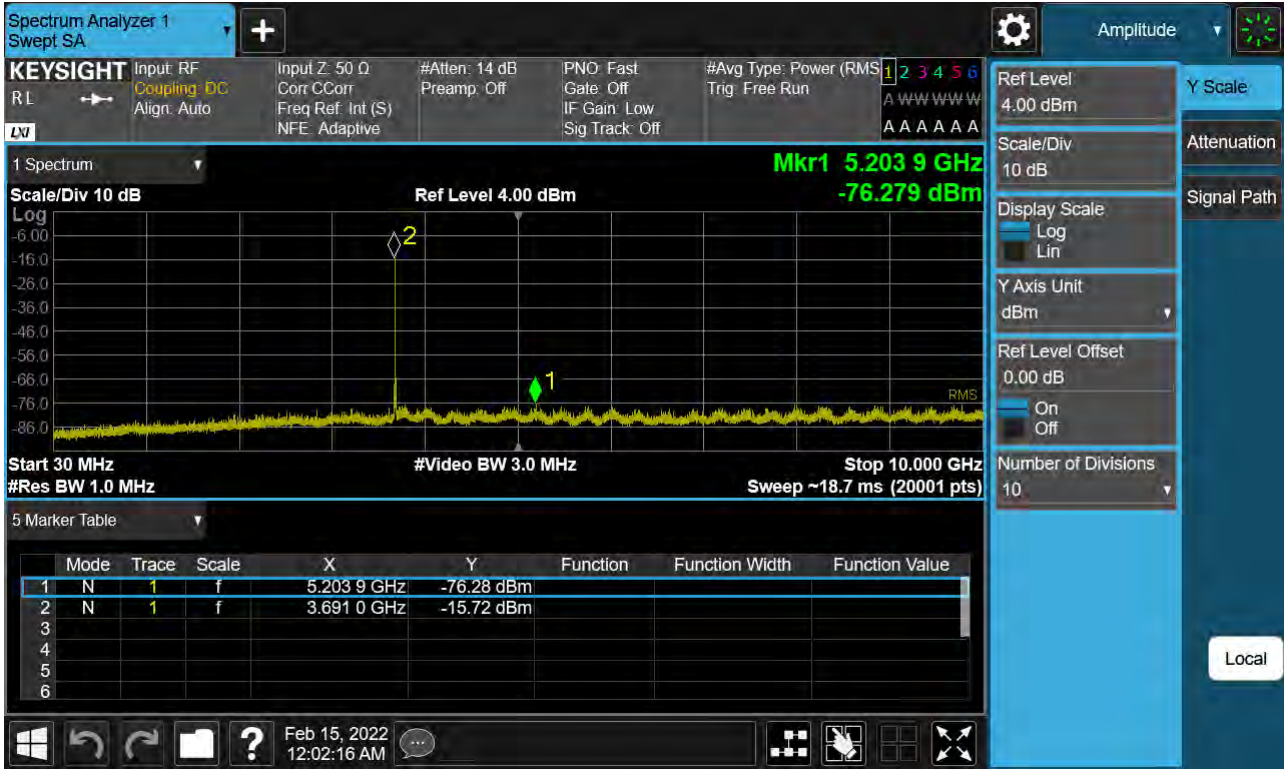 Spectrum Analyzer 1
Swept SA
+
Amplitude
KEYSIGHT
RL
LXI
Input: RF
Coupling: DC
Align: Auto
Input Z: 50 Ω
Corr CCorr
Freq Ref: Int (S)
NFE: Adaptive
#Atten: 14 dB
Preamp: Off
PNO: Fast
Gate: Off
IF Gain: Low
Sig Track: Off
#Avg Type: Power (RMS
Trig: Free Run
1 2 3 4 5 6
A W W W W W
A A A A A A
1 Spectrum
Scale/Div 10 dB
Ref Level 4.00 dBm
Mkr1 5.203 9 GHz
-76.279 dBm
Log
-6.00
-16.0
-26.0
-36.0
-46.0
-56.0
-66.0
-76.0
-86.0
2
1
RMS
Start 30 MHz
#Video BW 3.0 MHz
Stop 10.000 GHz
#Res BW 1.0 MHz
Sweep ~18.7 ms (20001 pts)
5 Marker Table
Mode Trace Scale X Y Function Function Width Function Value
1 N 1 f 5.203 9 GHz -76.28 dBm
2 N 1 f 3.691 0 GHz -15.72 dBm
3
4
5
6
Ref Level
4.00 dBm
Scale/Div
10 dB
Display Scale
Log
Lin
Y Axis Unit
dBm
Ref Level Offset
0.00 dB
On
Off
Number of Divisions
10
Y Scale
Attenuation
Signal Path
Local
?
Feb 15, 2022
12:02:16 AM